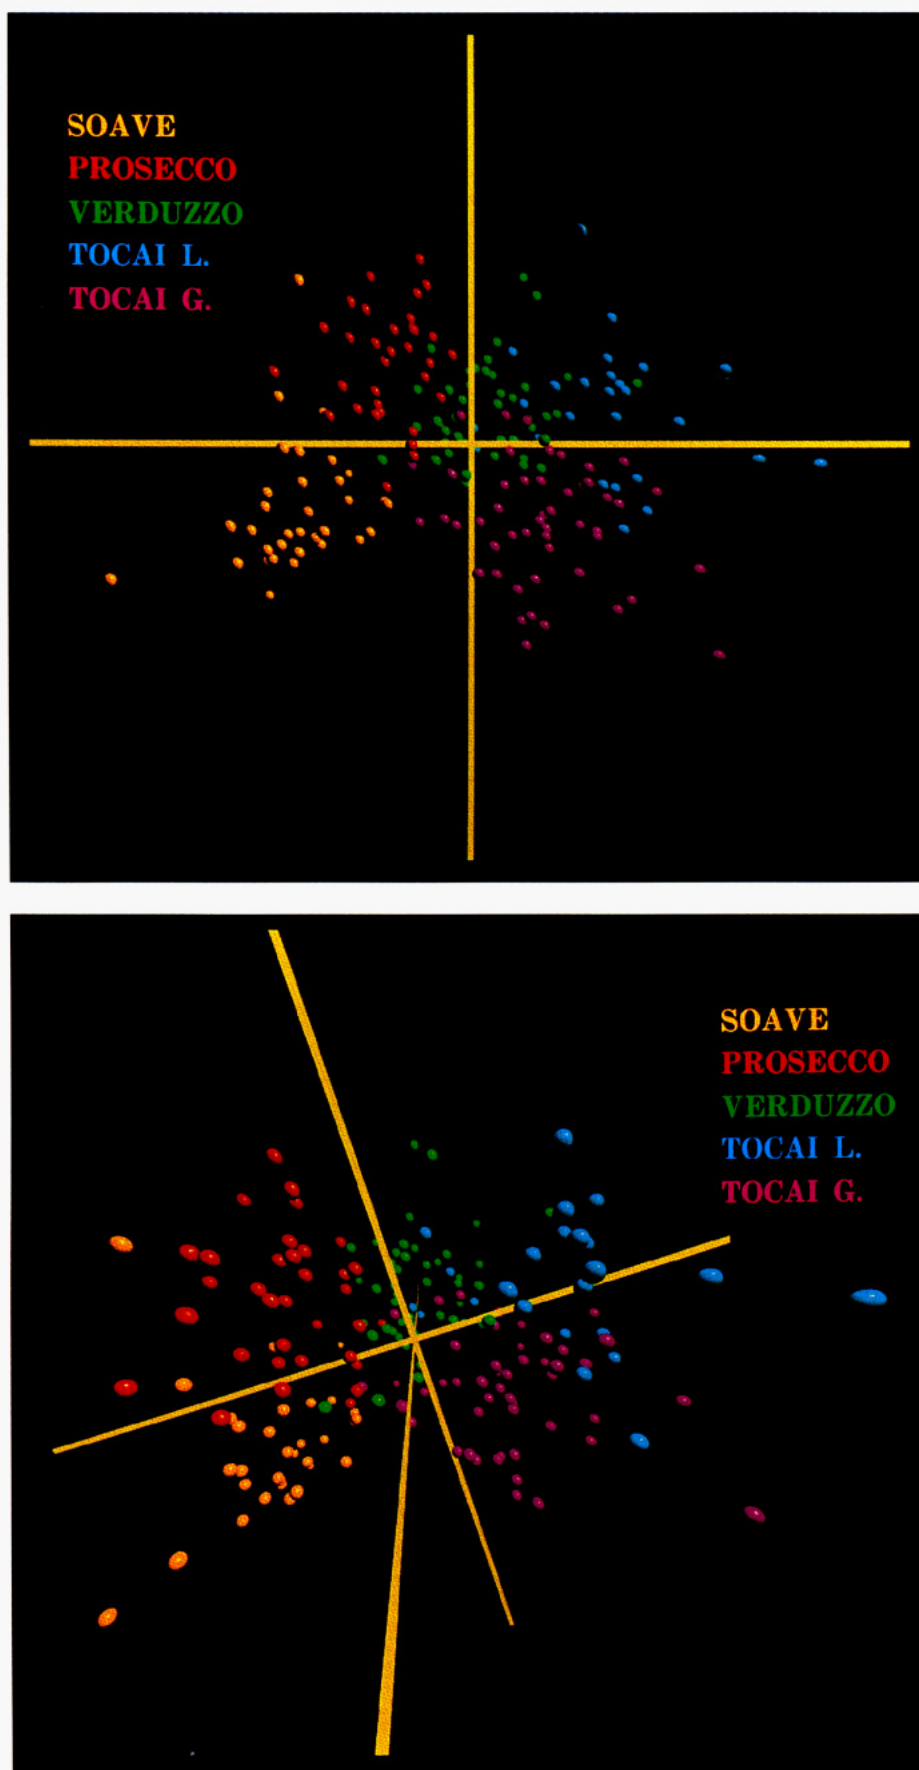 SOAVE
PROSECCO
VERDUZZO
TOCAI L.
TOCAI G.
SOAVE
PROSECCO
VERDUZZO
TOCAI L.
TOCAI G.